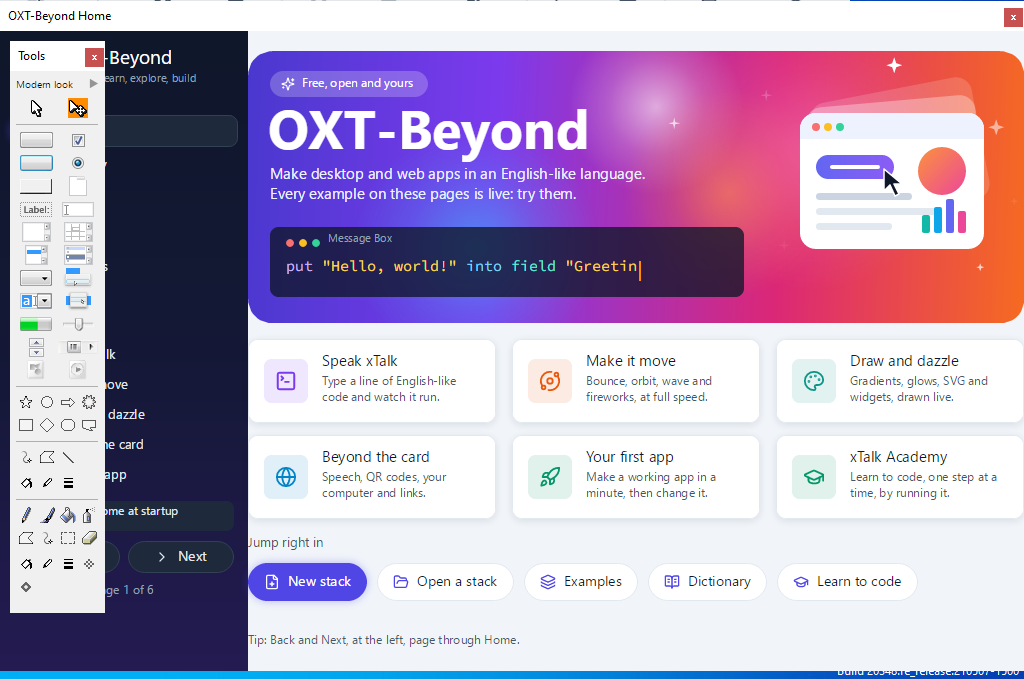 OXT-Beyond Home
x
Tools
x
Modern look
Label:
-Beyond
earn, explore, build
ome at startup
Next
ge 1 of 6
lk
ove
dazzle
e card
app
Free, open and yours
OXT-Beyond
Make desktop and web apps in an English-like language.
Every example on these pages is live: try them.
Message Box
put "Hello, world!" into field "Greetin
Speak xTalk
Type a line of English-like
code and watch it run.
Make it move
Bounce, orbit, wave and
fireworks, at full speed.
Draw and dazzle
Gradients, glows, SVG and
widgets, drawn live.
Beyond the card
Speech, QR codes, your
computer and links.
Your first app
Make a working app in a
minute, then change it.
xTalk Academy
Learn to code, one step at a
time, by running it.
Jump right in
New stack
Open a stack
Examples
Dictionary
Learn to code
Tip: Back and Next, at the left, page through Home.